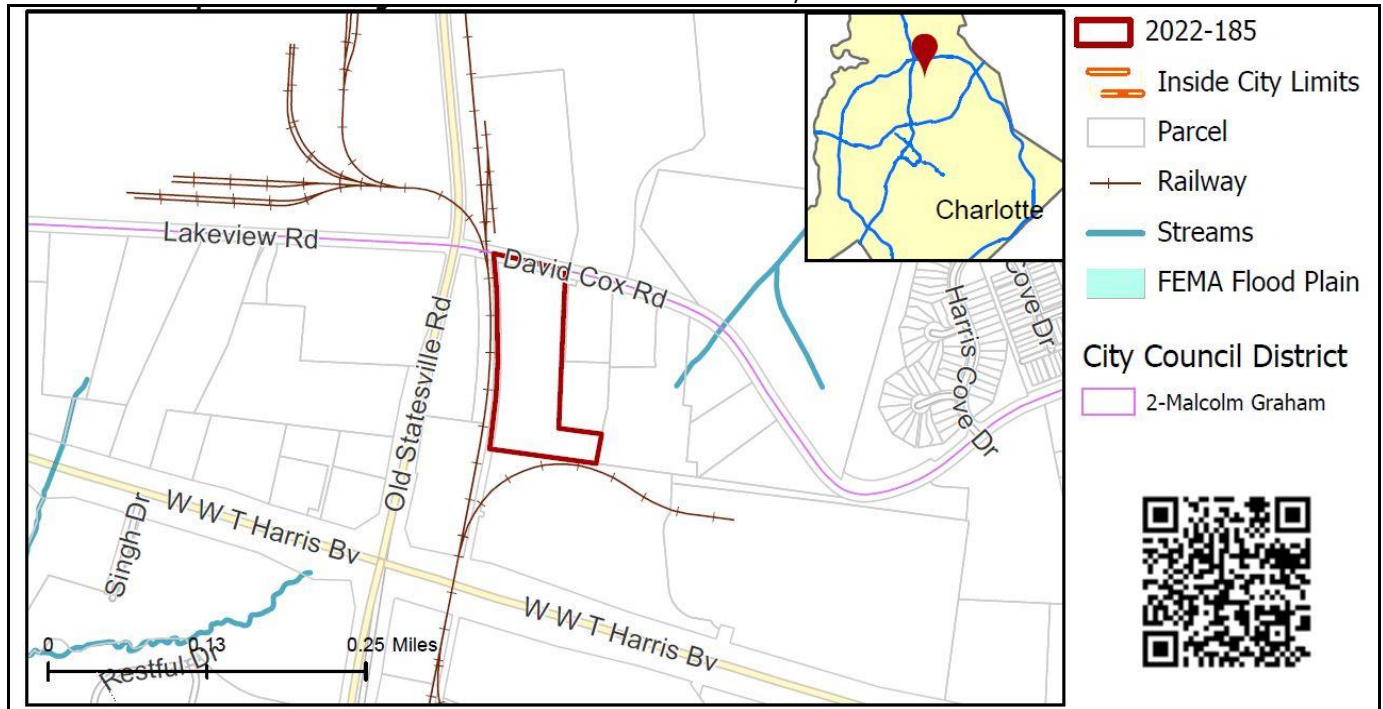 2022-185
Inside City Limits
Parcel
Railway
Streams
FEMA Flood Plain
City Council District
2-Malcolm Graham
Charlotte
Lakeview Rd
David Cox Rd
Old Statesville Rd
Harris Cove Dr
Cove Dr
W W T Harris Bv
W W T Harris Bv
Singh Dr
Restful Dr
0 0.13 0.25 Miles